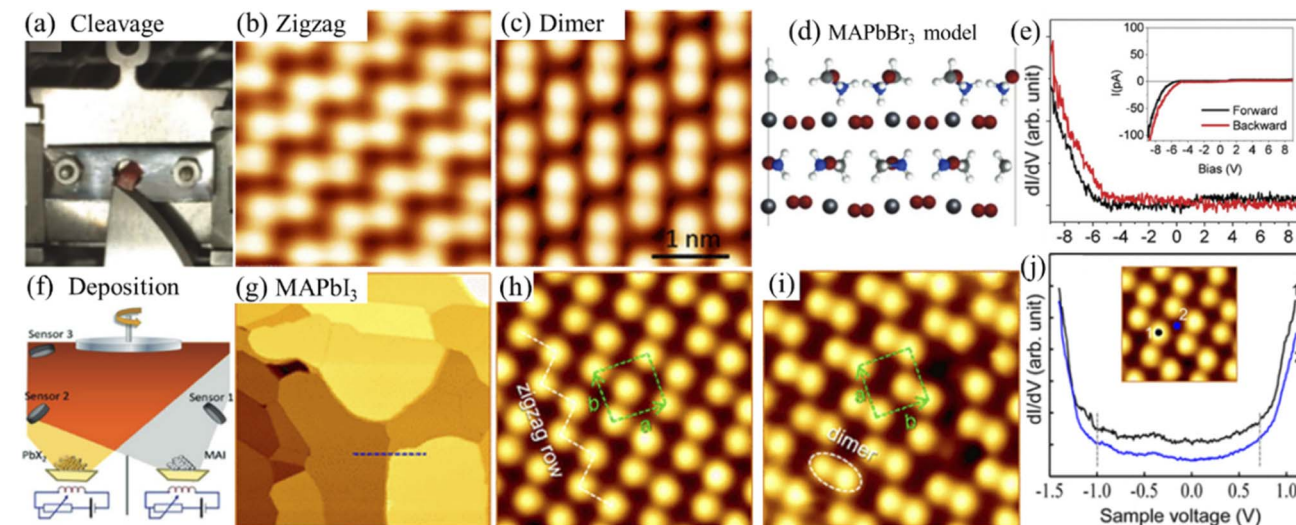 (a) Cleavage
(b) Zigzag
(c) Dimer
1 nm
(d) MAPbBr₃ model
(e)
dI/dV (arb. unit)
I(pA)
100
50
0
-50
-100
Forward
Backward
-8 -6 -4 -2 0 2 4 6 8
Bias (V)
-8 -6 -4 -2 0 2 4 6 8
(f) Deposition
Sensor 3
Sensor 2
Sensor 1
PbX₂
MAI
(g) MAPbI₃
(h)
b
a
zigzag row
(i)
a
b
dimer
(j)
dI/dV (arb. unit)
1
2
1
-1.5 -1.0 -0.5 0.0 0.5 1.0
Sample voltage (V)